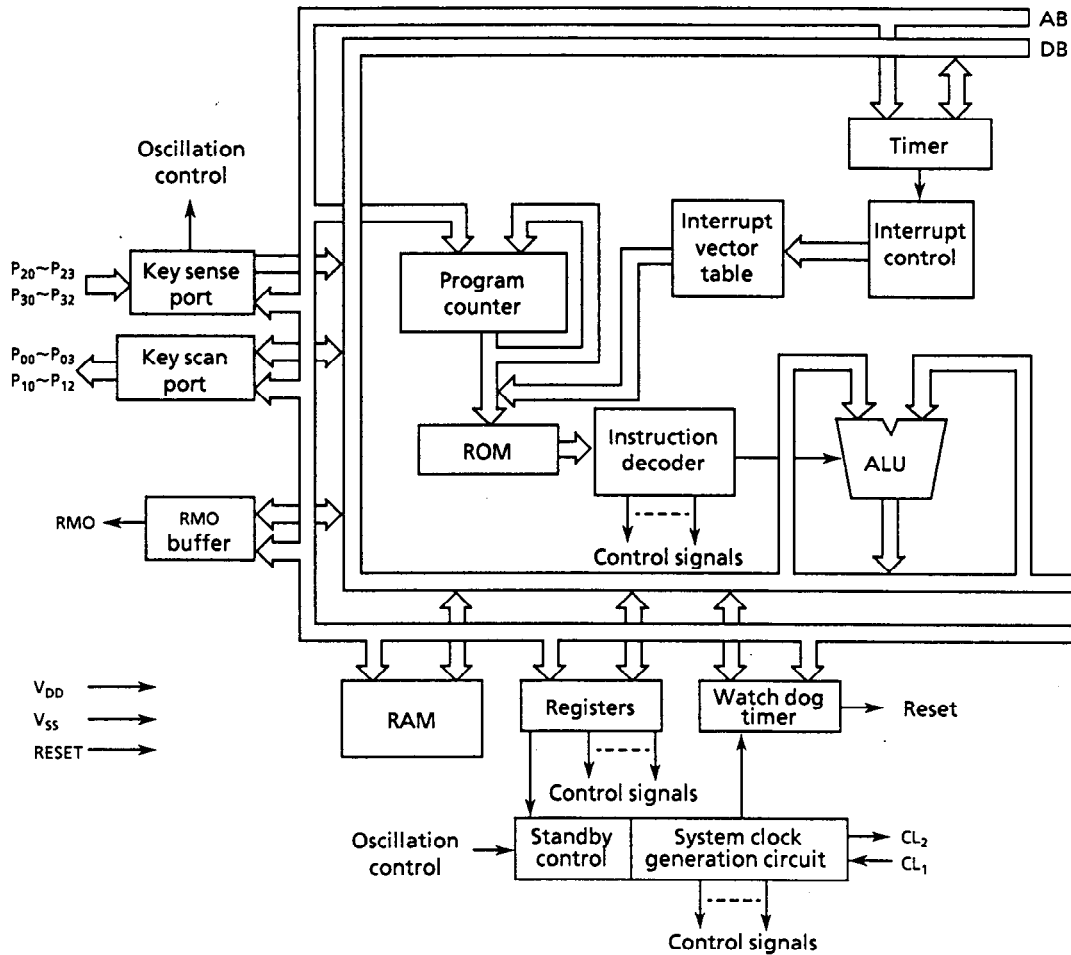 AB
DB
Timer
Oscillation
control
Interrupt
vector
table
Interrupt
control
P20~P23
P30~P32
Key sense
port
Program
counter
P00~P03
P10~P12
Key scan
port
ROM
Instruction
decoder
ALU
RMO
RMO
buffer
Control signals
VDD
VSS
RESET
RAM
Registers
Watch dog
timer
Reset
Control signals
Oscillation
control
Standby
control
System clock
generation circuit
CL2
CL1
Control signals